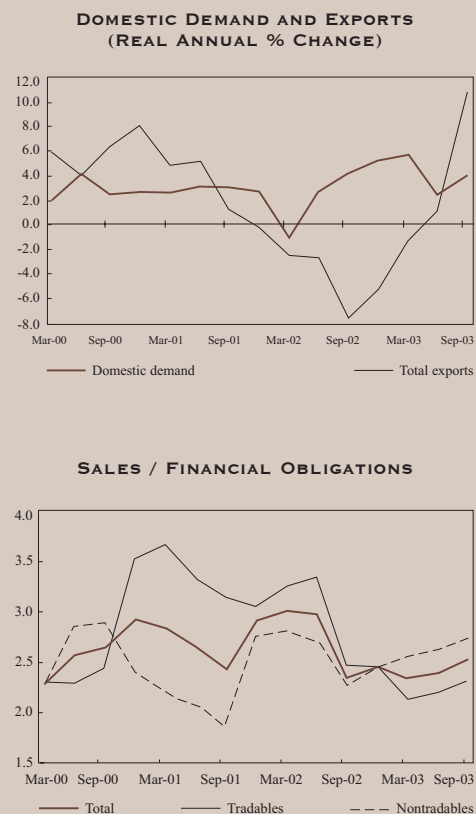 Domestic Demand and Exports
(Real Annual % Change)
12.0
10.0
8.0
6.0
4.0
2.0
0.0
-2.0
-4.0
-6.0
-8.0
Mar-00 Sep-00 Mar-01 Sep-01 Mar-02 Sep-02 Mar-03 Sep-03
Domestic demand Total exports
Sales / Financial Obligations
4.0
3.5
3.0
2.5
2.0
1.5
Mar-00 Sep-00 Mar-01 Sep-01 Mar-02 Sep-02 Mar-03 Sep-03
Total Tradables Nontradables